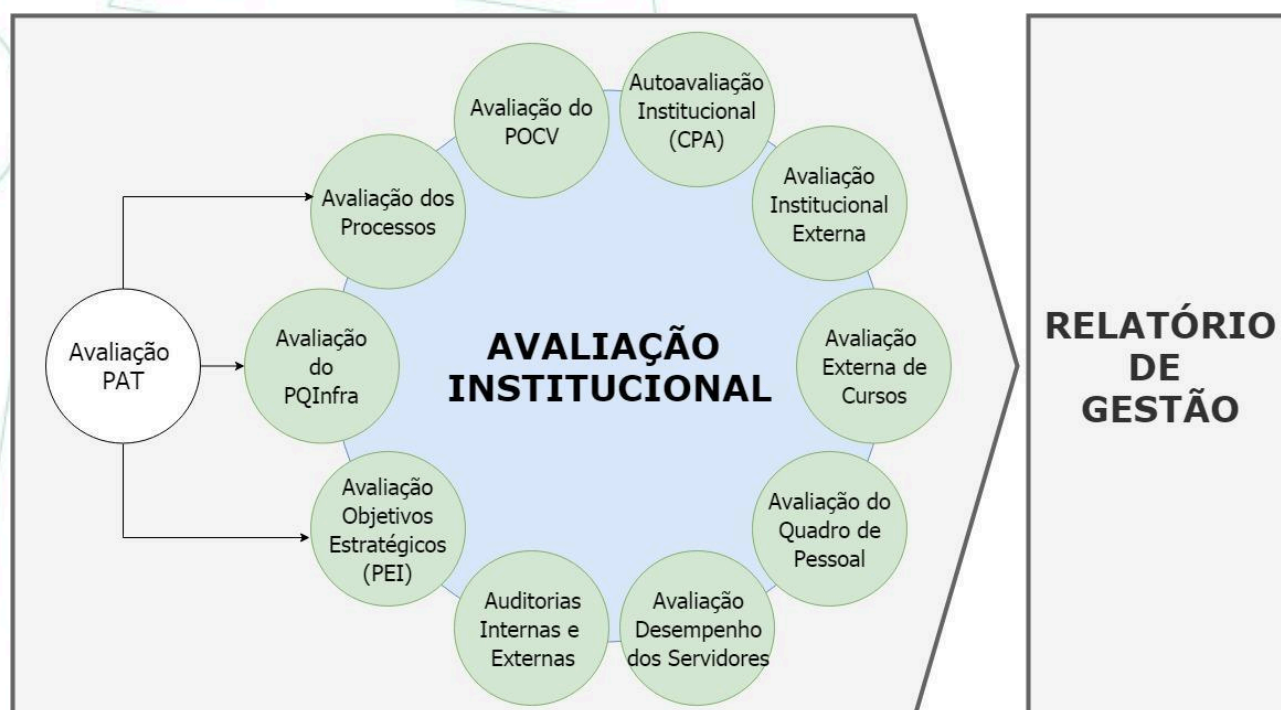 Autoavaliação
Institucional
(CPA)
Avaliação do
POCV
Avaliação
Institucional
Externa
Avaliação dos
Processos
Avaliação
PAT
Avaliação
do
PQInfra
AVALIAÇÃO
INSTITUCIONAL
Avaliação
Externa de
Cursos
RELATÓRIO
DE
GESTÃO
Avaliação
Objetivos
Estratégicos
(PEI)
Avaliação do
Quadro de
Pessoal
Auditorias
Internas e
Externas
Avaliação
Desempenho
dos Servidores